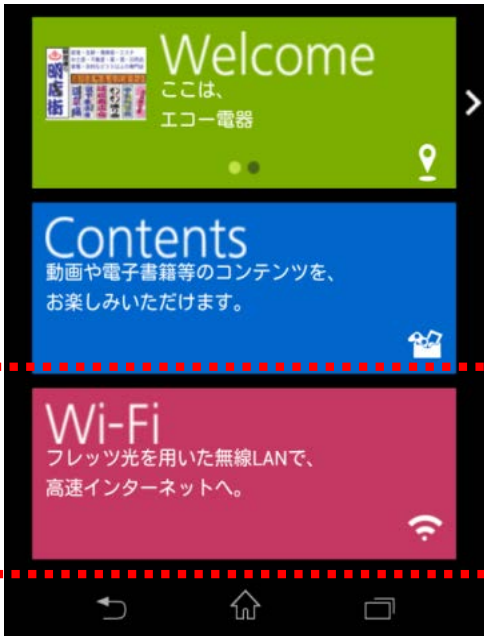 明店街
Welcome
ここは、
エコー電器
Contents
動画や電子書籍等のコンテンツを、
お楽しみいただけます。
Wi-Fi
フレッツ光を用いた無線LANで、
高速インターネットへ。